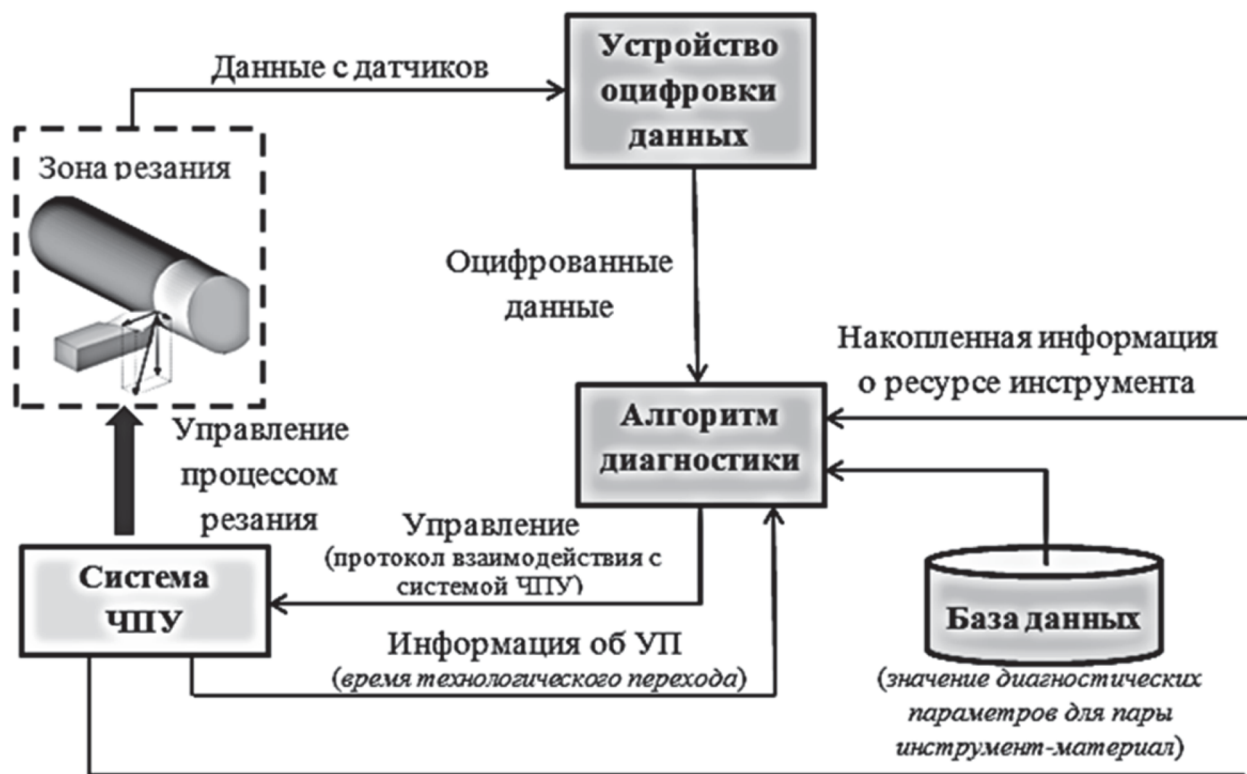 Устройство
оцифровки
данных
Данные с датчиков
Зона резания
Оцифрованные
данные
Накопленная информация
о ресурсе инструмента
Алгоритм
диагностики
Управление
процессом
резания
Управление
(протокол взаимодействия с
системой ЧПУ)
Система
ЧПУ
База данных
Информация об УП
(время технологического перехода)
(значение диагностических
параметров для пары
инструмент-материал)